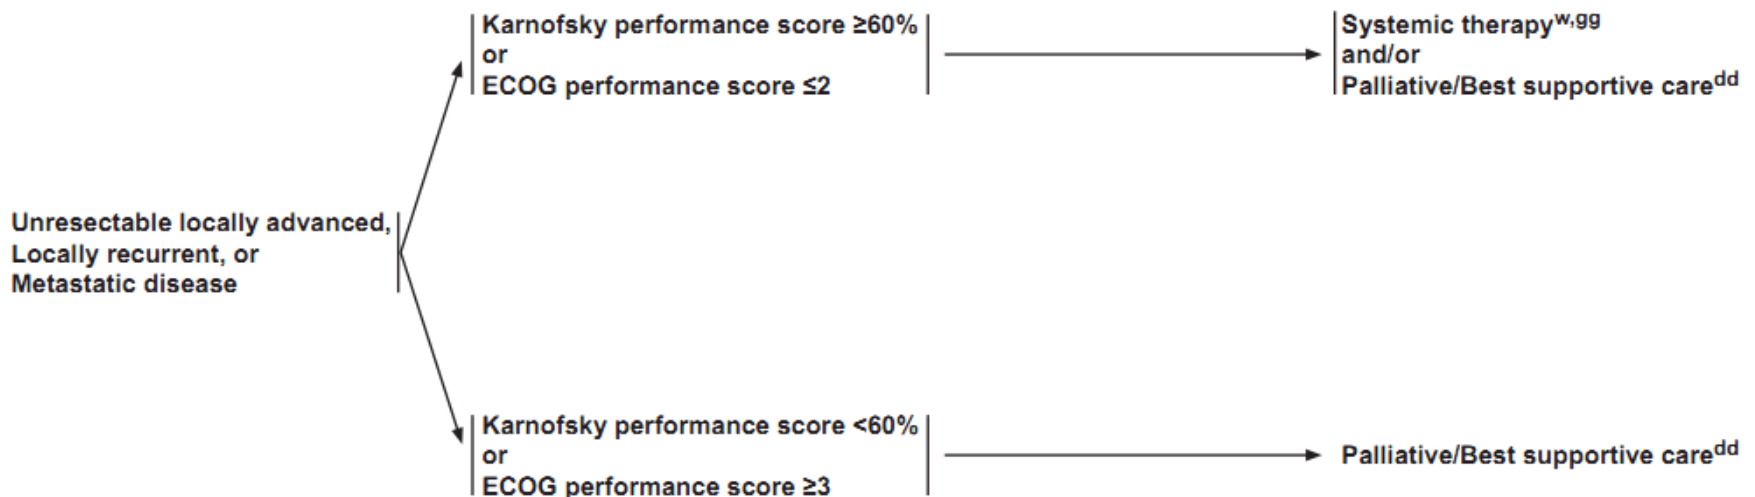 Karnofsky performance score ≥60%
or
ECOG performance score ≤2
Systemic therapyw,gg
and/or
Palliative/Best supportive caredd
Unresectable locally advanced,
Locally recurrent, or
Metastatic disease
Karnofsky performance score <60%
or
ECOG performance score ≥3
Palliative/Best supportive caredd